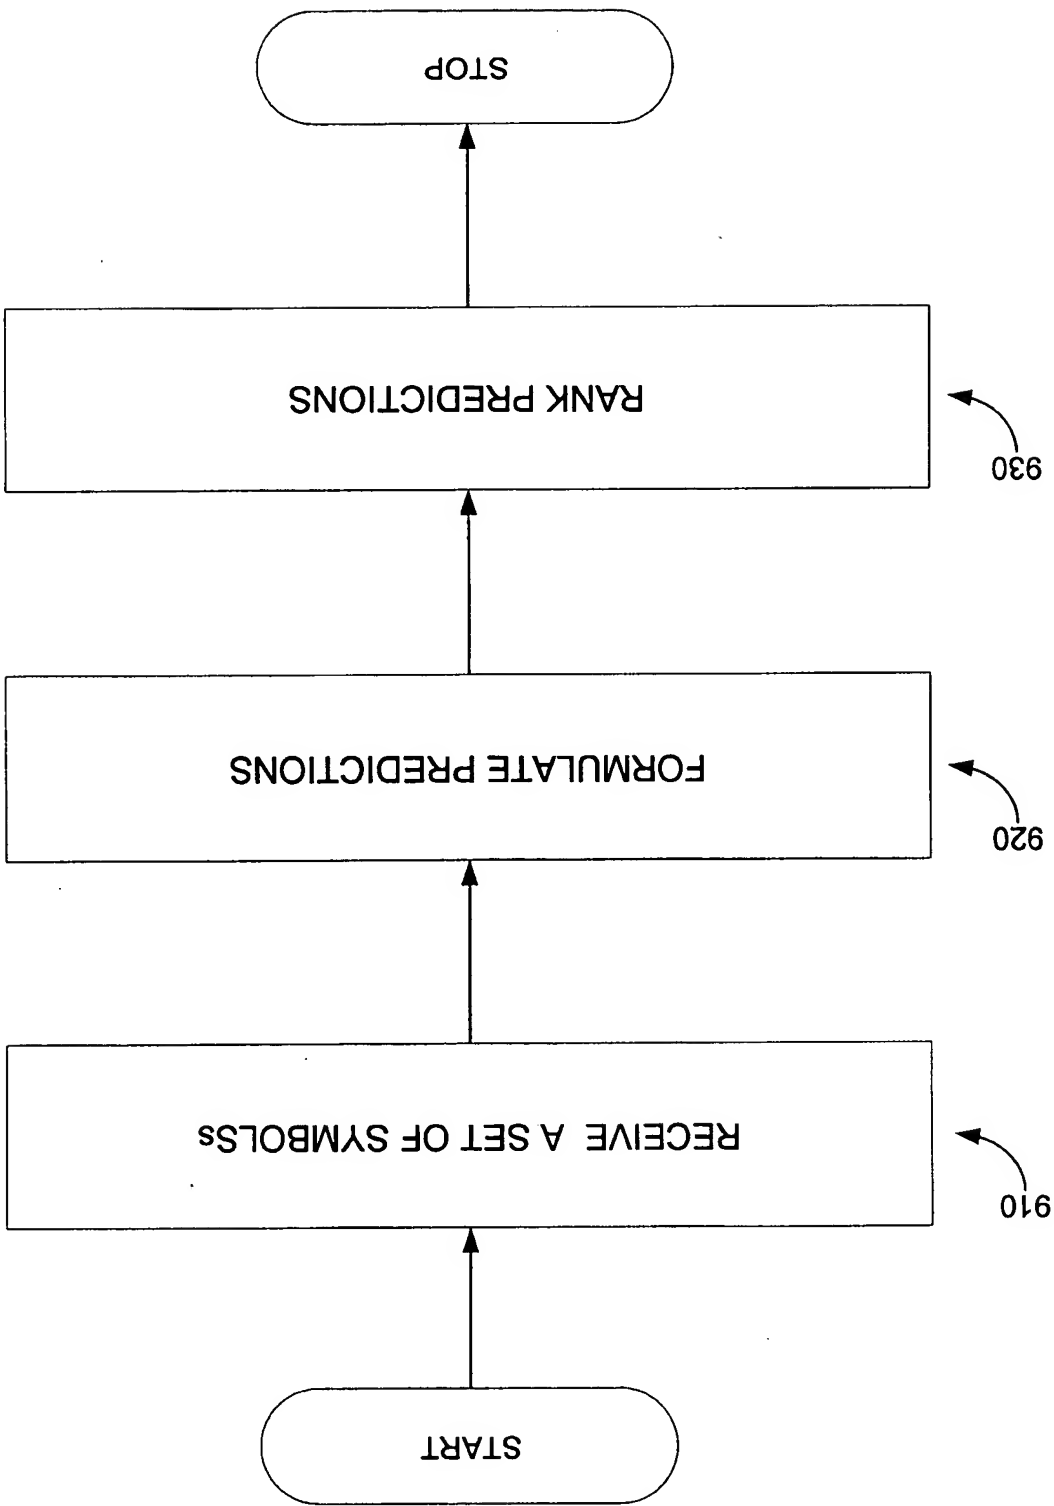 START
910
RECEIVE A SET OF SYMBOLSs
920
FORMULATE PREDICTIONS
930
RANK PREDICTIONS
STOP